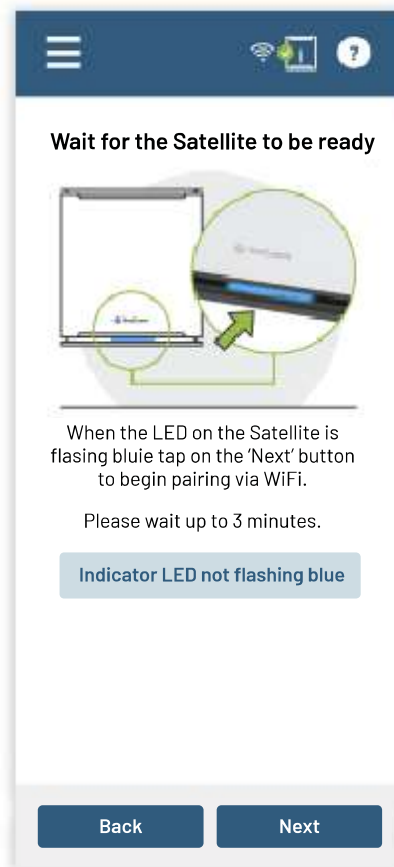 ?
Wait for the Satellite to be ready
When the LED on the Satellite is
flasing bluie tap on the 'Next' button
to begin pairing via WiFi.
Please wait up to 3 minutes.
Indicator LED not flashing blue
Back
Next